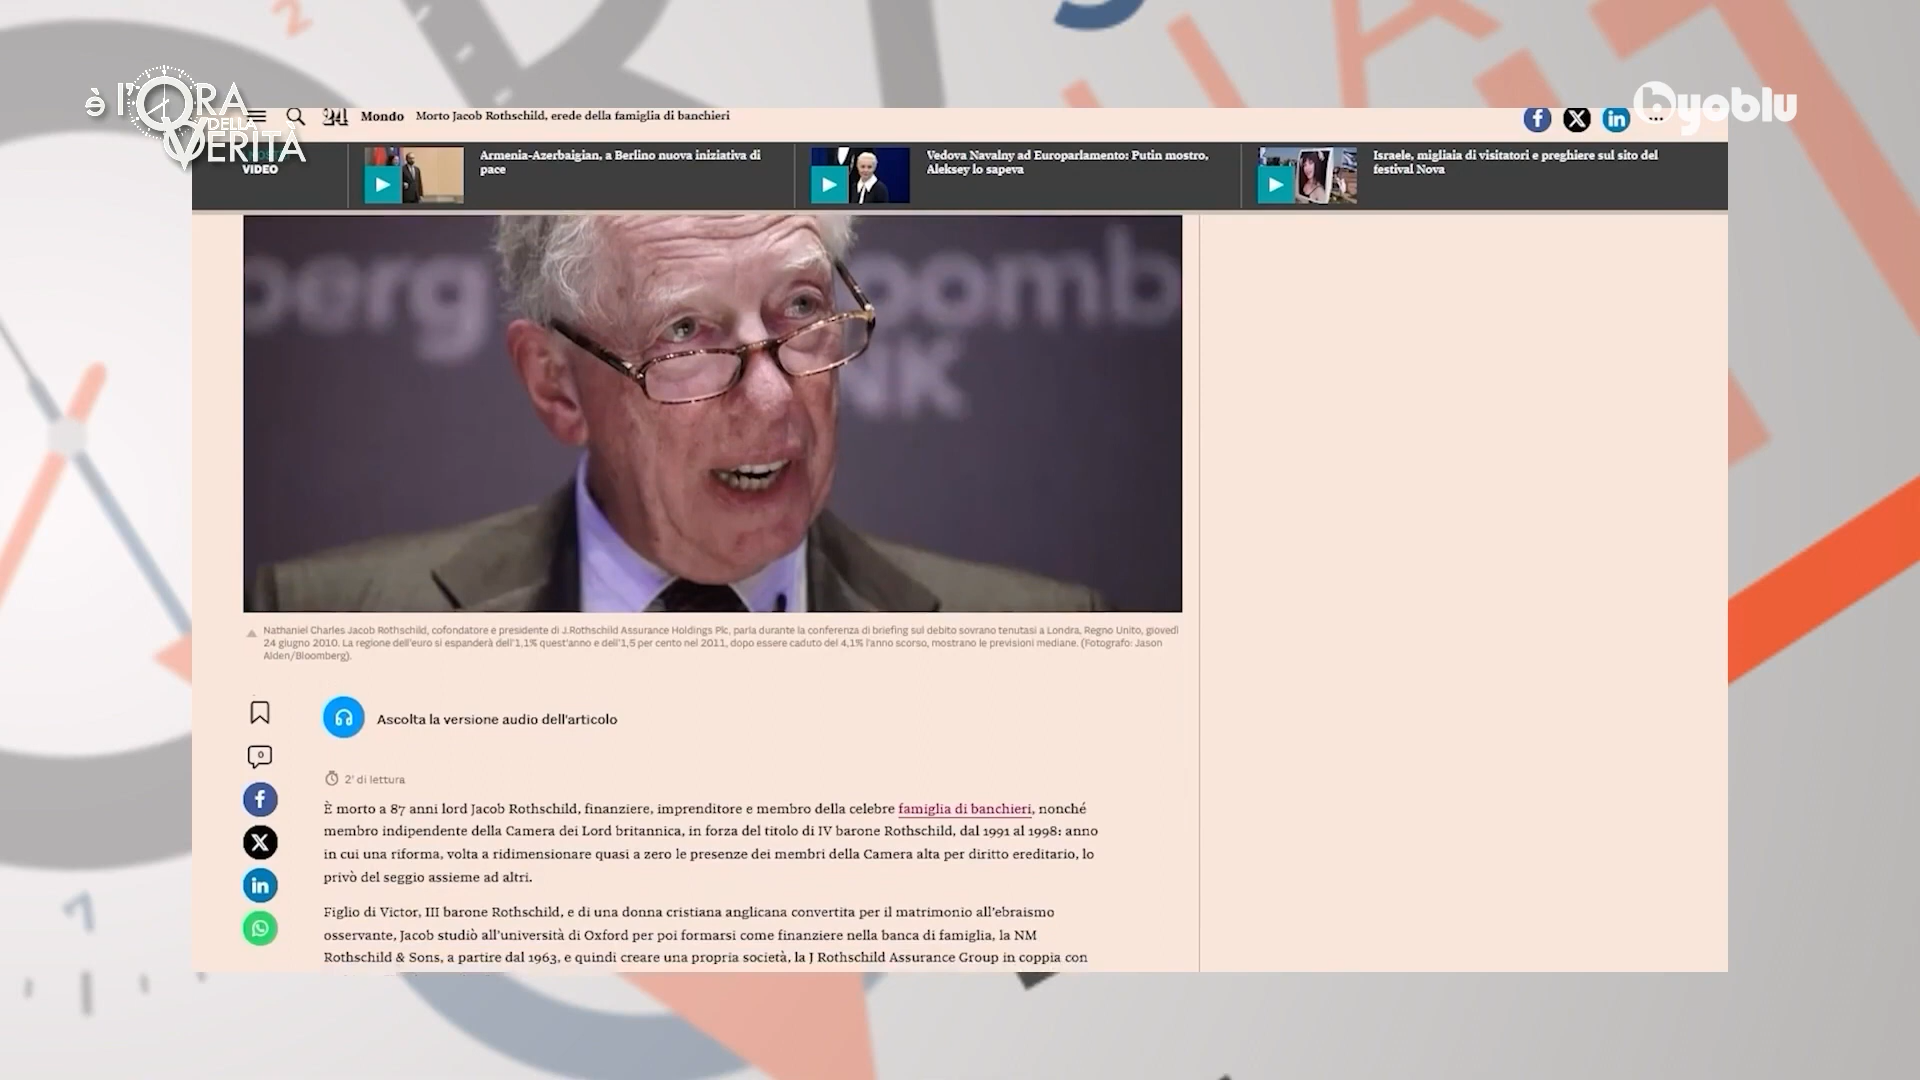 è l'ORA
DELLA
VERITÀ
byoblu
24 Mondo Morto Jacob Rothschild, erede della famiglia di banchieri
VIDEO
Armenia-Azerbaigian, a Berlino nuova iniziativa di
pace
Vedova Navalny ad Europarlamento: Putin mostro,
Aleksey lo sapeva
Israele, migliaia di visitatori e preghiere sul sito del
festival Nova
berg
oomb
NK
Nathaniel Charles Jacob Rothschild, cofondatore e presidente di J.Rothschild Assurance Holdings Plc, parla durante la conferenza di briefing sul debito sovrano tenutasi a Londra, Regno Unito, giovedì
24 giugno 2010. La regione dell'euro si espanderà dell'1,1% quest'anno e dell'1,5 per cento nel 2011, dopo essere caduto del 4,1% l'anno scorso, mostrano le previsioni mediane. (Fotografo: Jason
Alden/Bloomberg).
Ascolta la versione audio dell'articolo
0
2' di lettura
È morto a 87 anni lord Jacob Rothschild, finanziere, imprenditore e membro della celebre famiglia di banchieri, nonché
membro indipendente della Camera dei Lord britannica, in forza del titolo di IV barone Rothschild, dal 1991 al 1998: anno
in cui una riforma, volta a ridimensionare quasi a zero le presenze dei membri della Camera alta per diritto ereditario, lo
privò del seggio assieme ad altri.
Figlio di Victor, III barone Rothschild, e di una donna cristiana anglicana convertita per il matrimonio all'ebraismo
osservante, Jacob studiò all'università di Oxford per poi formarsi come finanziere nella banca di famiglia, la NM
Rothschild & Sons, a partire dal 1963, e quindi creare una propria società, la J Rothschild Assurance Group in coppia con